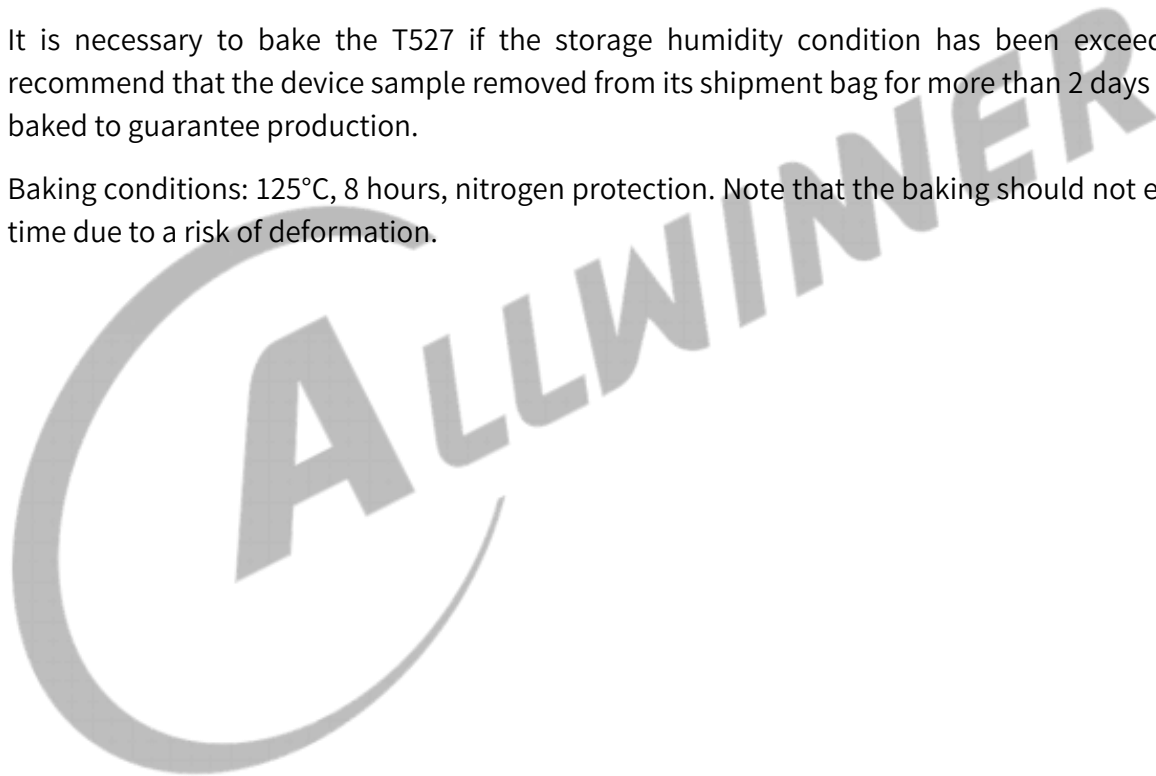 It is necessary to bake the T527 if the storage humidity condition has been exceed
recommend that the device sample removed from its shipment bag for more than 2 days
baked to guarantee production.
Baking conditions: 125°C, 8 hours, nitrogen protection. Note that the baking should not e
time due to a risk of deformation.
ALLWINNER